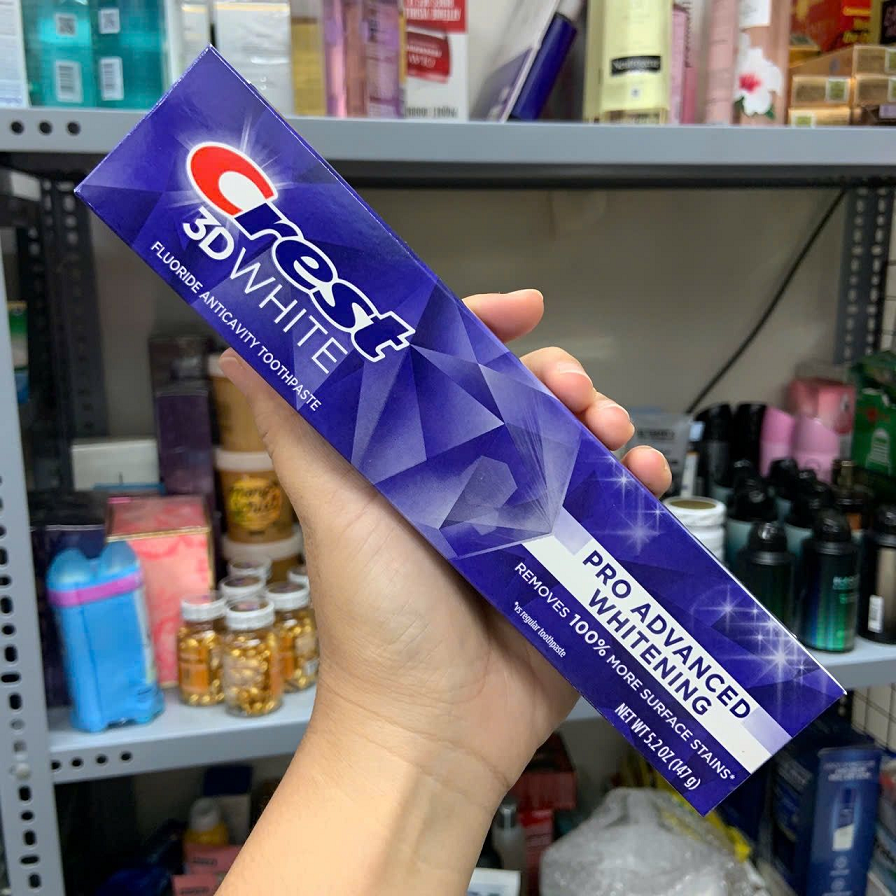 Crest
3D WHITE
FLUORIDE ANTICAVITY TOOTHPASTE
PRO ADVANCED
WHITENING
REMOVES 100% MORE SURFACE STAINS*
*vs regular toothpaste
NET WT 5.2 OZ (147 g)
Neutrogena